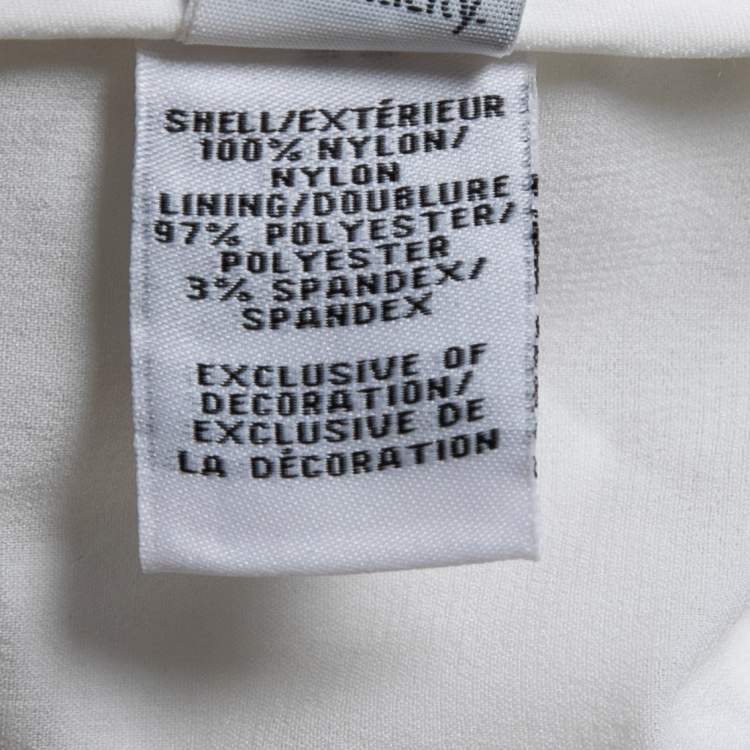 SHELL/EXTÉRIEUR
100% NYLON/
NYLON
LINING/DOUBLURE
97% POLYESTER/
POLYESTER
3% SPANDEX/
SPANDEX
EXCLUSIVE OF
DECORATION/
EXCLUSIVE DE
LA DÉCORATION